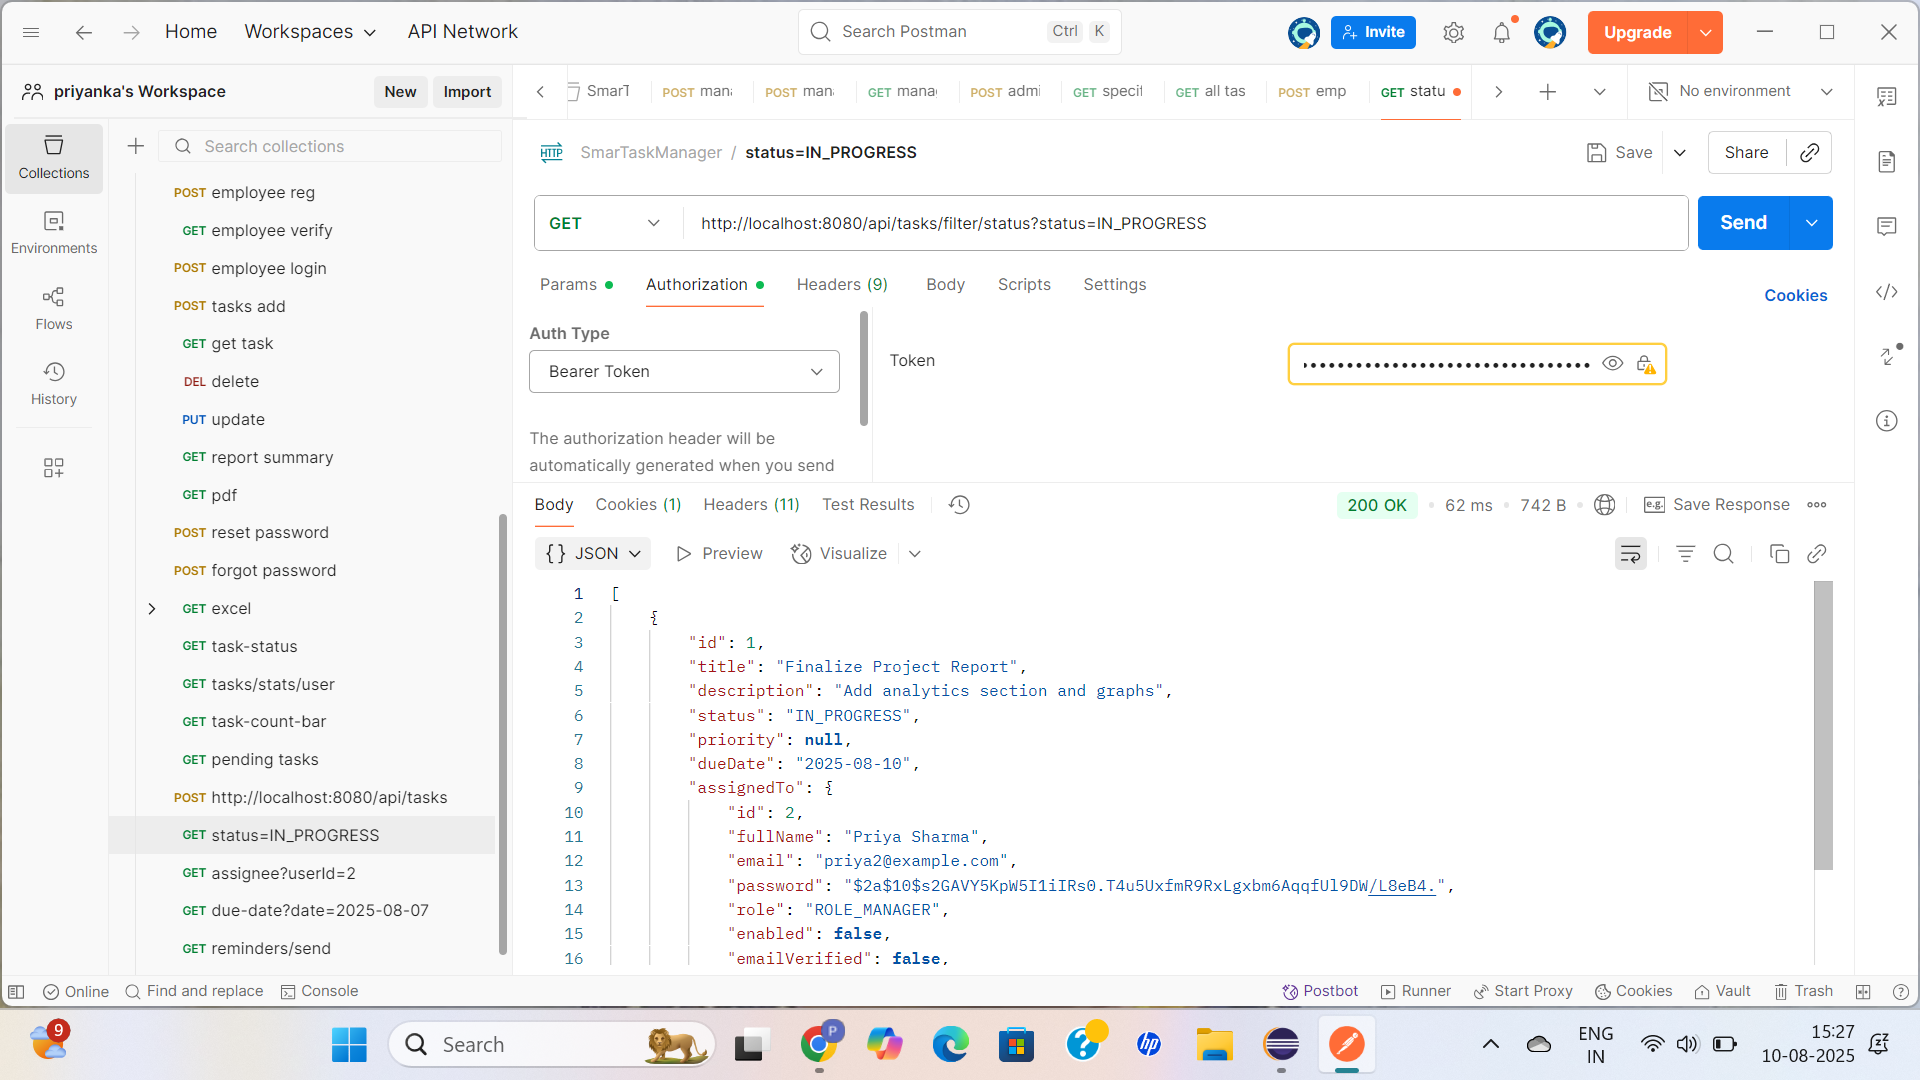 Home
Workspaces
API Network
Search Postman
Ctrl K
Invite
Upgrade
priyanka's Workspace
New
Import
SmarT
POST man
POST man
GET mana
POST admi
GET specif
GET all tas
POST emp
GET statu
No environment
Collections
Environments
Flows
History
Search collections
POST employee reg
GET employee verify
POST employee login
POST tasks add
GET get task
DEL delete
PUT update
GET report summary
GET pdf
POST reset password
POST forgot password
GET excel
GET task-status
GET tasks/stats/user
GET task-count-bar
GET pending tasks
POST http://localhost:8080/api/tasks
GET status=IN_PROGRESS
GET assignee?userId=2
GET due-date?date=2025-08-07
GET reminders/send
HTTP SmarTaskManager / status=IN_PROGRESS
Save
Share
GET http://localhost:8080/api/tasks/filter/status?status=IN_PROGRESS
Send
Params
Authorization
Headers (9)
Body
Scripts
Settings
Cookies
Auth Type
Bearer Token
The authorization header will be
automatically generated when you send
Token
Body
Cookies (1)
Headers (11)
Test Results
200 OK
62 ms
742 B
e.g. Save Response
{} JSON
Preview
Visualize
1 [
2 {
3 "id": 1,
4 "title": "Finalize Project Report",
5 "description": "Add analytics section and graphs",
6 "status": "IN_PROGRESS",
7 "priority": null,
8 "dueDate": "2025-08-10",
9 "assignedTo": {
10 "id": 2,
11 "fullName": "Priya Sharma",
12 "email": "priya2@example.com",
13 "password": "$2a$10$s2GAVY5KpW5I1iIRs0.T4u5UxfmR9RxLgxbm6AqqfUl9DW/L8eB4.",
14 "role": "ROLE_MANAGER",
15 "enabled": false,
16 "emailVerified": false,
Online
Find and replace
Console
Postbot
Runner
Start Proxy
Cookies
Vault
Trash
9
Search
P
hp
ENG
IN
15:27
10-08-2025